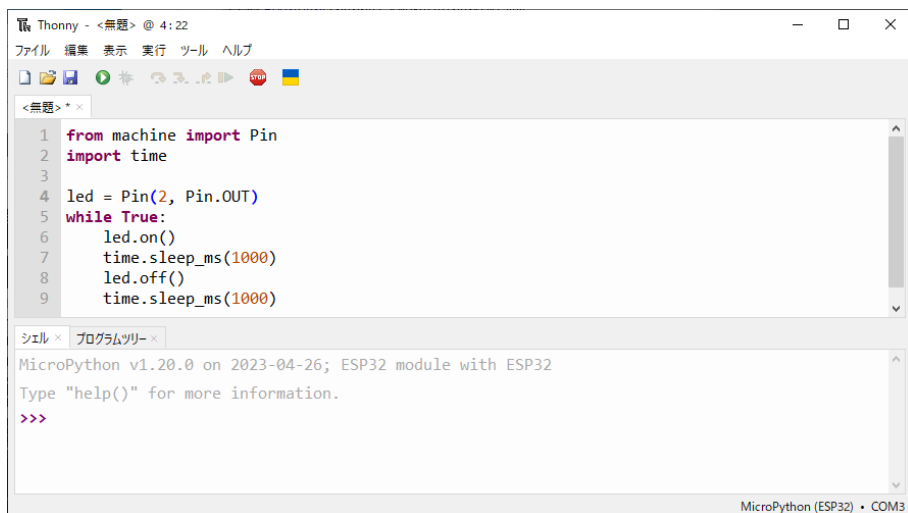 Thonny - <無題> @ 4:22
ファイル 編集 表示 実行 ツール ヘルプ
STOP
<無題> * ×
1 from machine import Pin
2 import time
3
4 led = Pin(2, Pin.OUT)
5 while True:
6     led.on()
7     time.sleep_ms(1000)
8     led.off()
9     time.sleep_ms(1000)
シェル × プログラムツリー ×
MicroPython v1.20.0 on 2023-04-26; ESP32 module with ESP32
Type "help()" for more information.
>>>
MicroPython (ESP32) • COM3